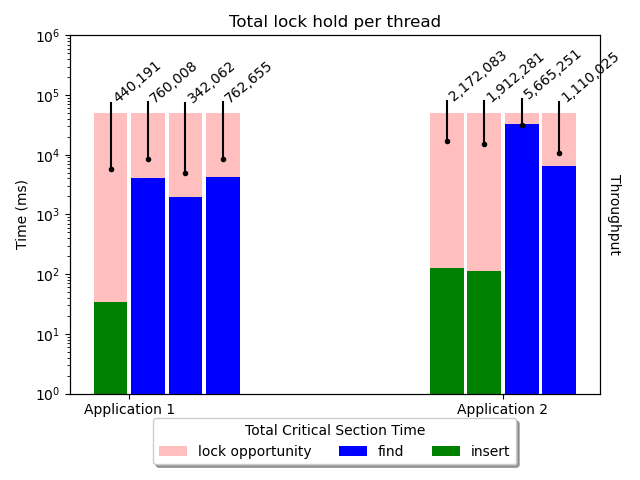 Total lock hold per thread
440,191
760,008
342,062
762,655
2,172,083
1,912,281
5,665,251
1,110,025
10^6
10^5
10^4
10^3
10^2
10^1
10^0
Time (ms)
Throughput
Application 1
Application 2
Total Critical Section Time
lock opportunity find insert